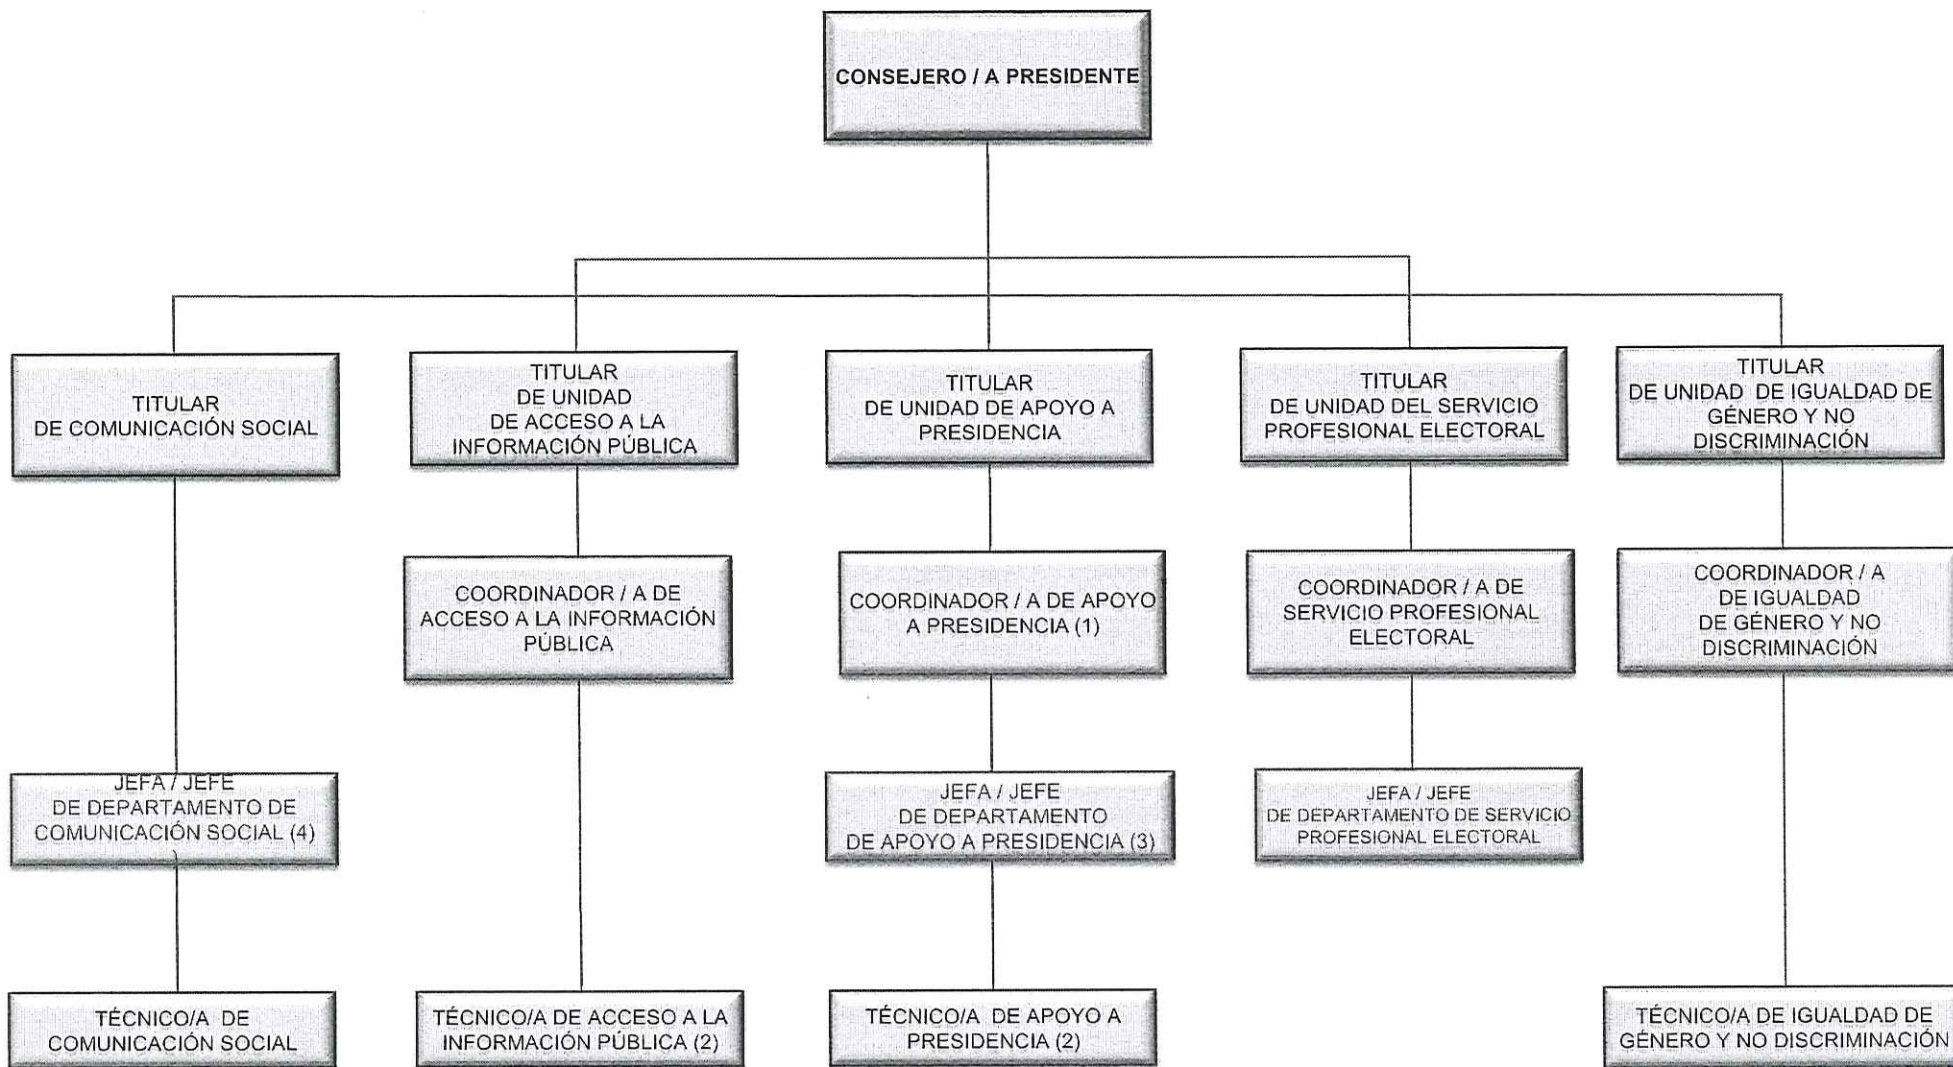 CONSEJERO / A PRESIDENTE
TITULAR
DE COMUNICACIÓN SOCIAL
TITULAR
DE UNIDAD
DE ACCESO A LA
INFORMACIÓN PÚBLICA
TITULAR
DE UNIDAD DE APOYO A
PRESIDENCIA
TITULAR
DE UNIDAD DEL SERVICIO
PROFESIONAL ELECTORAL
TITULAR
DE UNIDAD DE IGUALDAD DE
GÉNERO Y NO
DISCRIMINACIÓN
COORDINADOR / A DE
ACCESO A LA INFORMACIÓN
PÚBLICA
COORDINADOR / A DE APOYO
A PRESIDENCIA (1)
COORDINADOR / A DE
SERVICIO PROFESIONAL
ELECTORAL
COORDINADOR / A
DE IGUALDAD
DE GÉNERO Y NO
DISCRIMINACIÓN
JEFA / JEFE
DE DEPARTAMENTO DE
COMUNICACIÓN SOCIAL (4)
JEFA / JEFE
DE DEPARTAMENTO
DE APOYO A PRESIDENCIA (3)
JEFA / JEFE
DE DEPARTAMENTO DE SERVICIO
PROFESIONAL ELECTORAL
TÉCNICO/A DE
COMUNICACIÓN SOCIAL
TÉCNICO/A DE ACCESO A LA
INFORMACIÓN PÚBLICA (2)
TÉCNICO/A DE APOYO A
PRESIDENCIA (2)
TÉCNICO/A DE IGUALDAD DE
GÉNERO Y NO DISCRIMINACIÓN